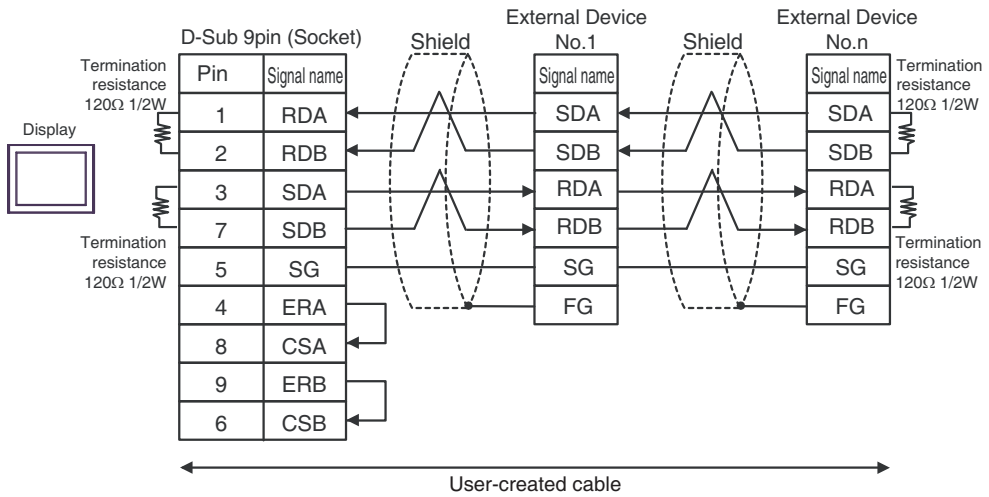 External Device
No.1
External Device
No.n
D-Sub 9pin (Socket)
Shield
Shield
Termination
resistance
120Ω 1/2W
Pin
Signal name
Signal name
Signal name
Termination
resistance
120Ω 1/2W
Display
1
RDA
SDA
SDA
2
RDB
SDB
SDB
3
SDA
RDA
RDA
7
SDB
RDB
RDB
Termination
resistance
120Ω 1/2W
5
SG
SG
SG
Termination
resistance
120Ω 1/2W
4
ERA
FG
FG
8
CSA
9
ERB
6
CSB
User-created cable